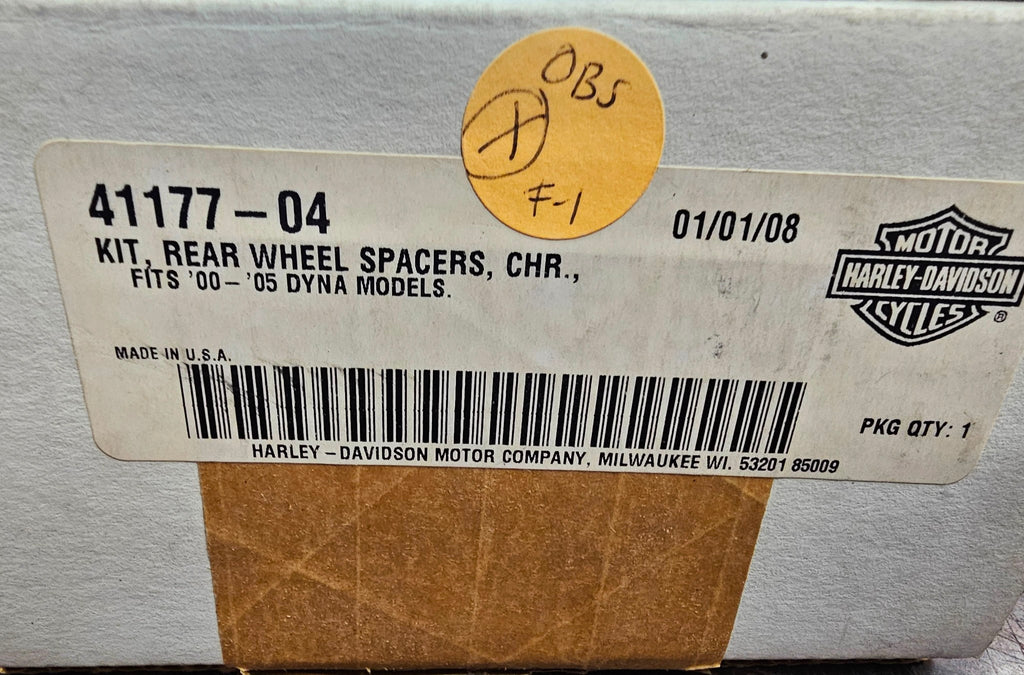 OBS
+
F-1
41177-04
01/01/08
KIT, REAR WHEEL SPACERS, CHR.,
FITS '00-'05 DYNA MODELS.
MOTOR
HARLEY-DAVIDSON
CYCLES
®
MADE IN U.S.A.
PKG QTY: 1
HARLEY-DAVIDSON MOTOR COMPANY, MILWAUKEE WI. 53201 85009